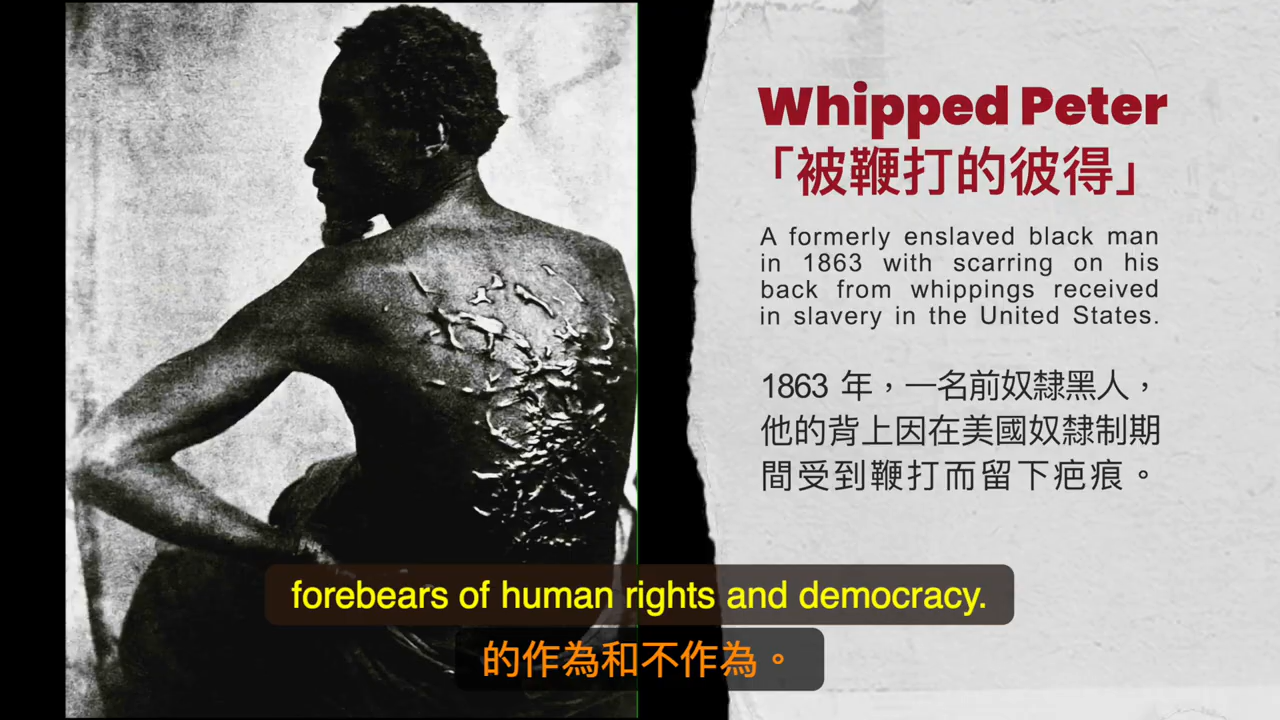 Whipped Peter
「被鞭打的彼得」
A formerly enslaved black man
in 1863 with scarring on his
back from whippings received
in slavery in the United States.
1863 年，一名前奴隸黑人，
他的背上因在美國奴隸制期
間受到鞭打而留下疤痕。
forebears of human rights and democracy.
的作為和不作為。